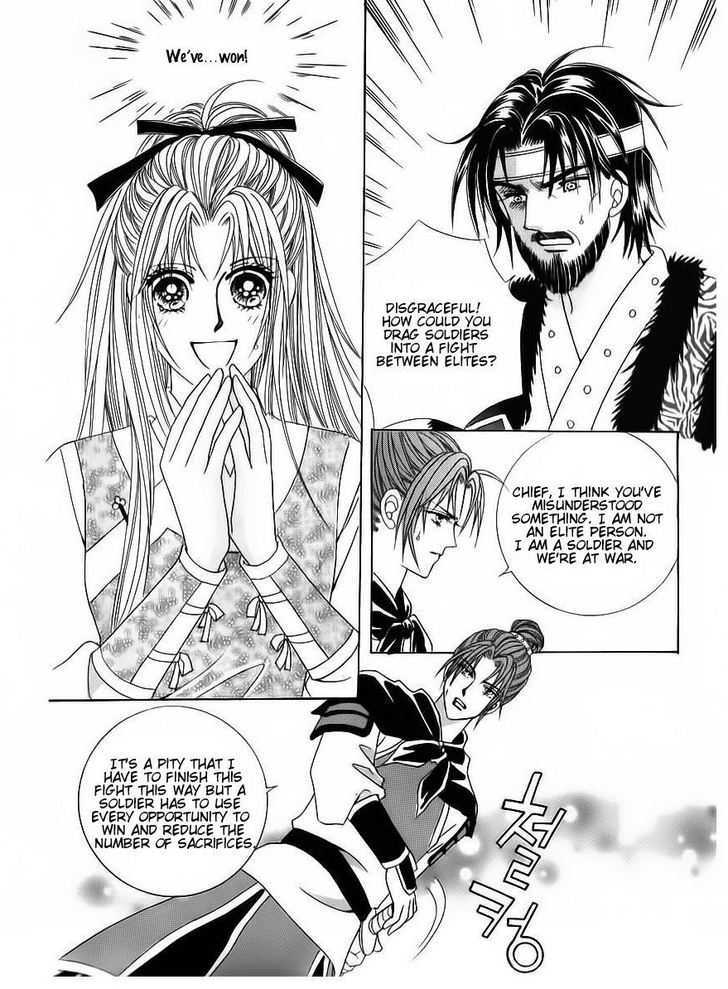 We've...won!
DISGRACEFUL!
HOW COULD YOU
DRAG SOLDIERS
INTO A FIGHT
BETWEEN ELITES?
CHIEF, I THINK YOU'VE
MISUNDERSTOOD
SOMETHING. I AM NOT
AN ELITE PERSON.
I AM A SOLDIER AND
WE'RE AT WAR.
IT'S A PITY THAT I
HAVE TO FINISH THIS
FIGHT THIS WAY BUT A
SOLDIER HAS TO USE
EVERY OPPORTUNITY TO
WIN AND REDUCE THE
NUMBER OF SACRIFICES.
철
컹